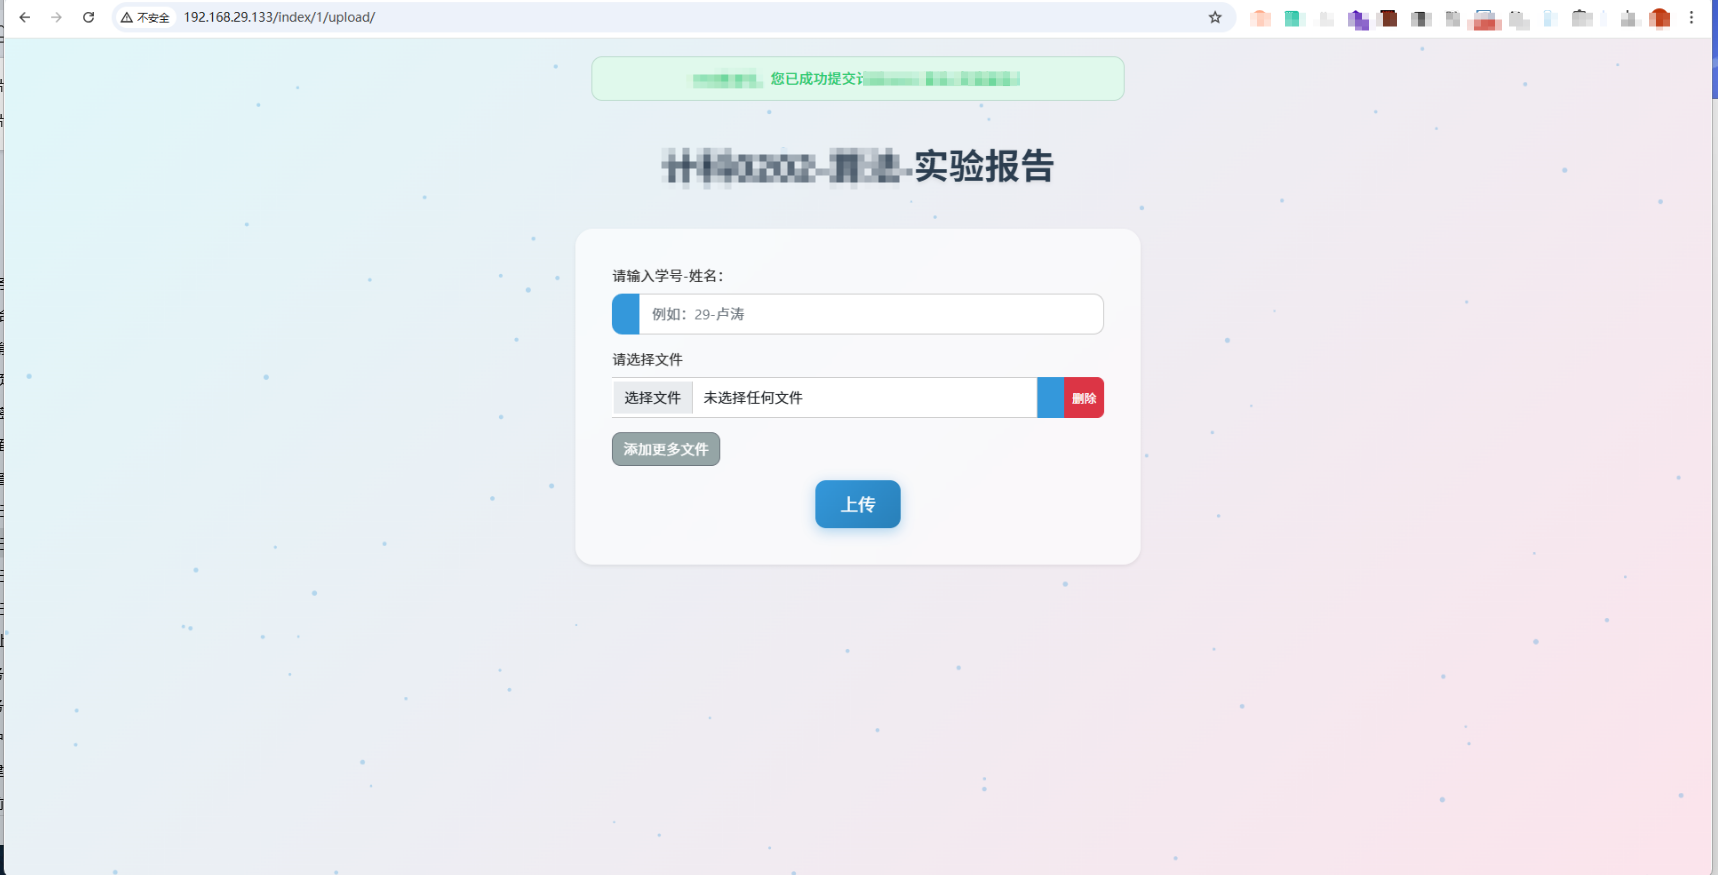 不安全 192.168.29.133/index/1/upload/
您已成功提交
实验报告
请输入学号-姓名：
例如：29-卢涛
请选择文件
选择文件 未选择任何文件 删除
添加更多文件
上传